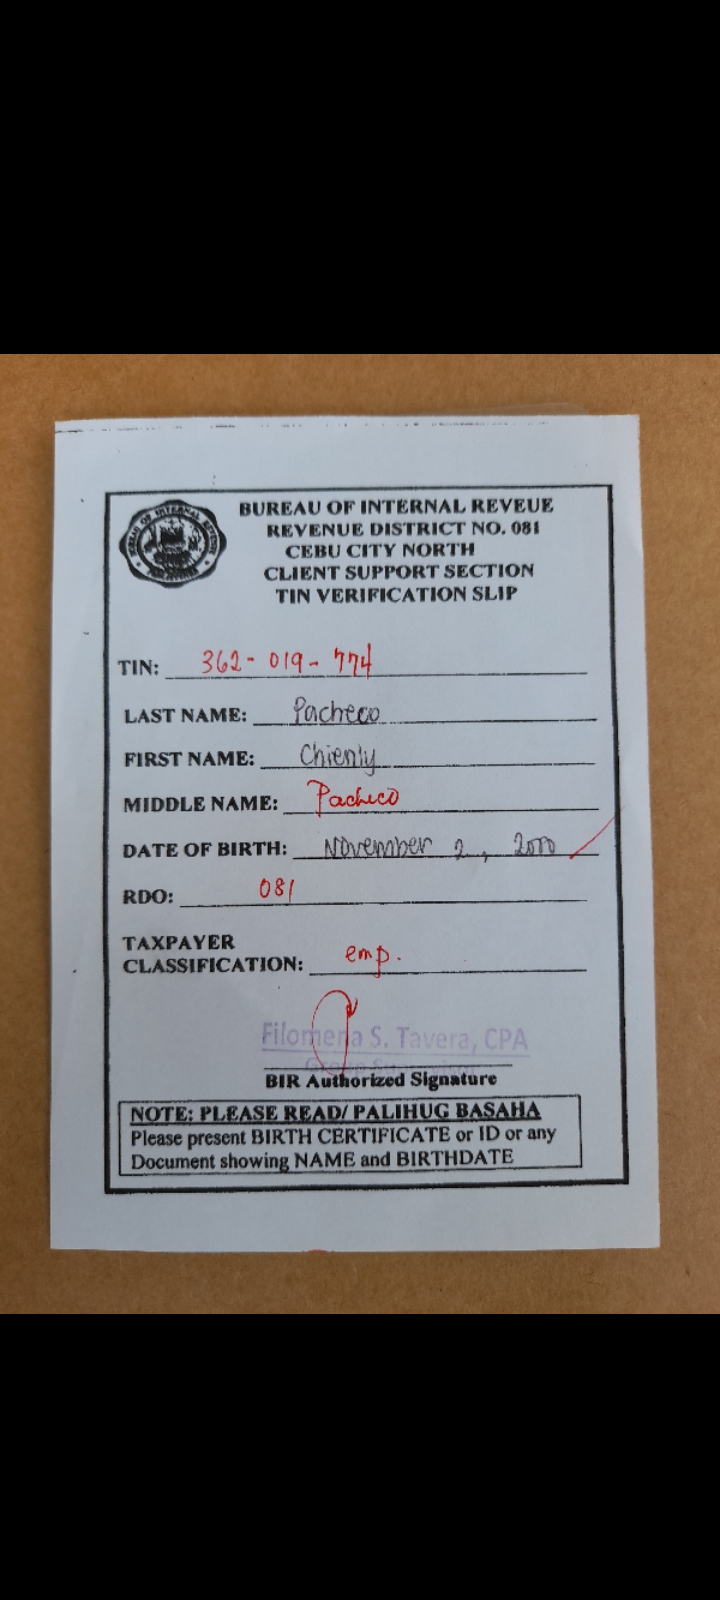 BUREAU OF INTERNAL REVEUE
REVENUE DISTRICT NO. 081
CEBU CITY NORTH
CLIENT SUPPORT SECTION
TIN VERIFICATION SLIP
TIN: 362-019-774
LAST NAME: Pacheco
FIRST NAME: Chienly
MIDDLE NAME: Pacheco
DATE OF BIRTH: November 2, 2000
RDO: 081
TAXPAYER
CLASSIFICATION: emp.
Filomena S. Tavera, CPA
Group Supervisor
BIR Authorized Signature
NOTE: PLEASE READ/ PALIHUG BASAHA
Please present BIRTH CERTIFICATE or ID or any
Document showing NAME and BIRTHDATE